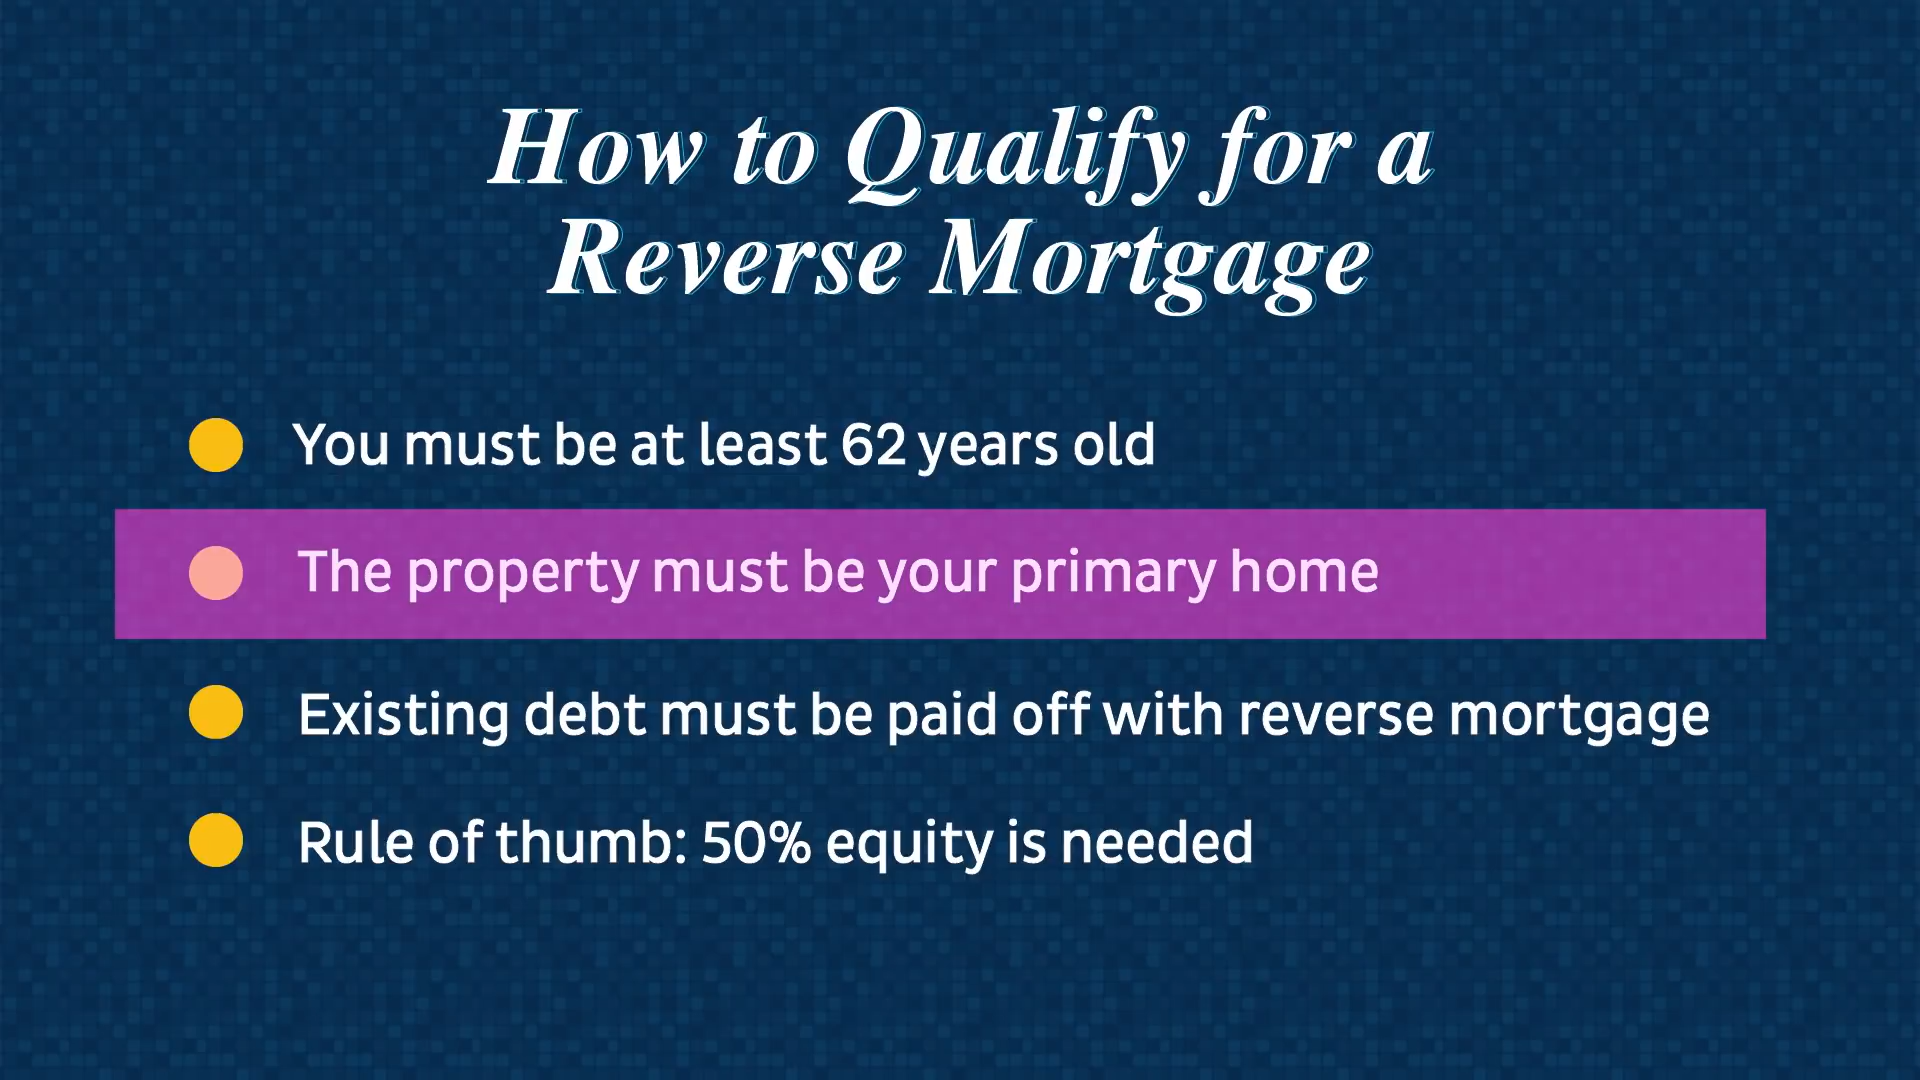 How to Qualify for a
Reverse Mortgage
You must be at least 62 years old
The property must be your primary home
Existing debt must be paid off with reverse mortgage
Rule of thumb: 50% equity is needed